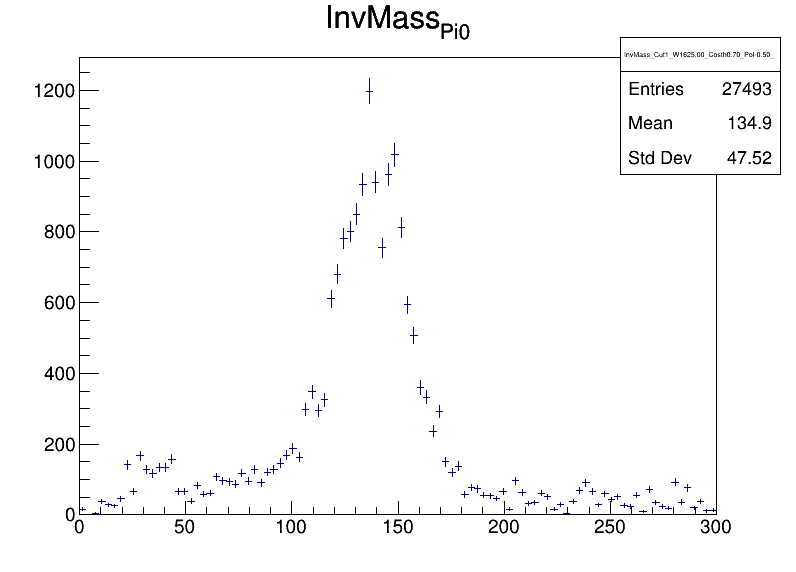 InvMassPi0
InvMass_Cut1_W1625.00_Costh0.70_Pol-0.50_
Entries 27493
Mean 134.9
Std Dev 47.52
1200
1000
800
600
400
200
0
0 50 100 150 200 250 300